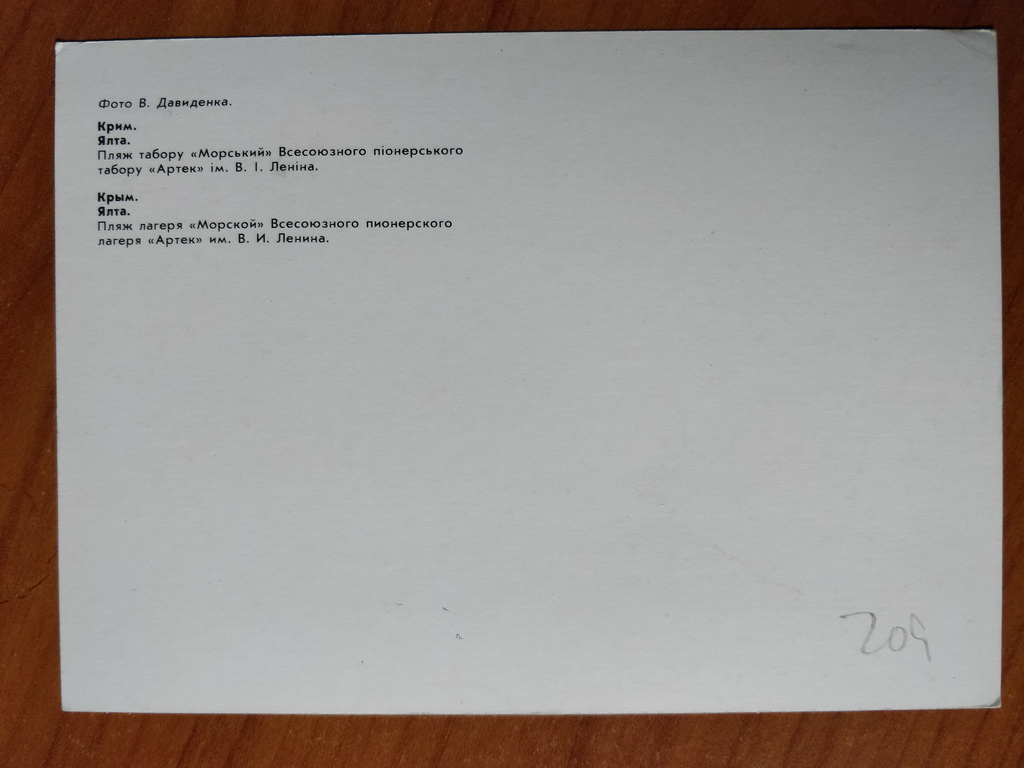 Фото В. Давиденка.
Крим.
Ялта.
Пляж табору «Морський» Всесоюзного піонерського
табору «Артек» ім. В. І. Леніна.
Крым.
Ялта.
Пляж лагеря «Морской» Всесоюзного пионерского
лагеря «Артек» им. В. И. Ленина.
209